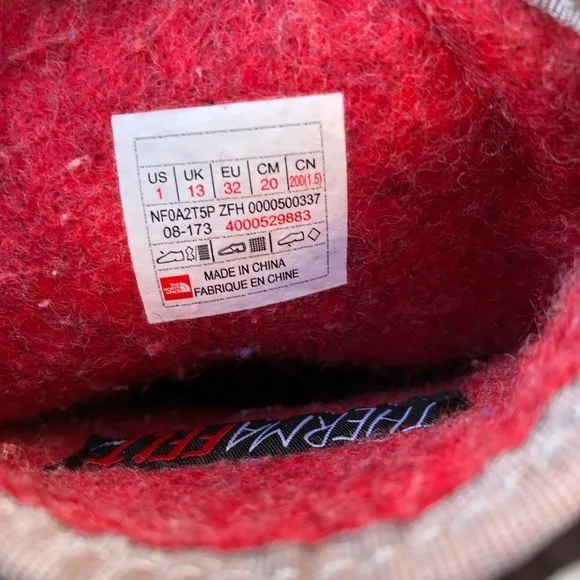 US UK EU CM CN
1 13 32 20 200(1.5)
NF0A2T5P ZFH 0000500337
08-173 4000529883
THE NORTH FACE
MADE IN CHINA
FABRIQUE EN CHINE
THERMAFELT